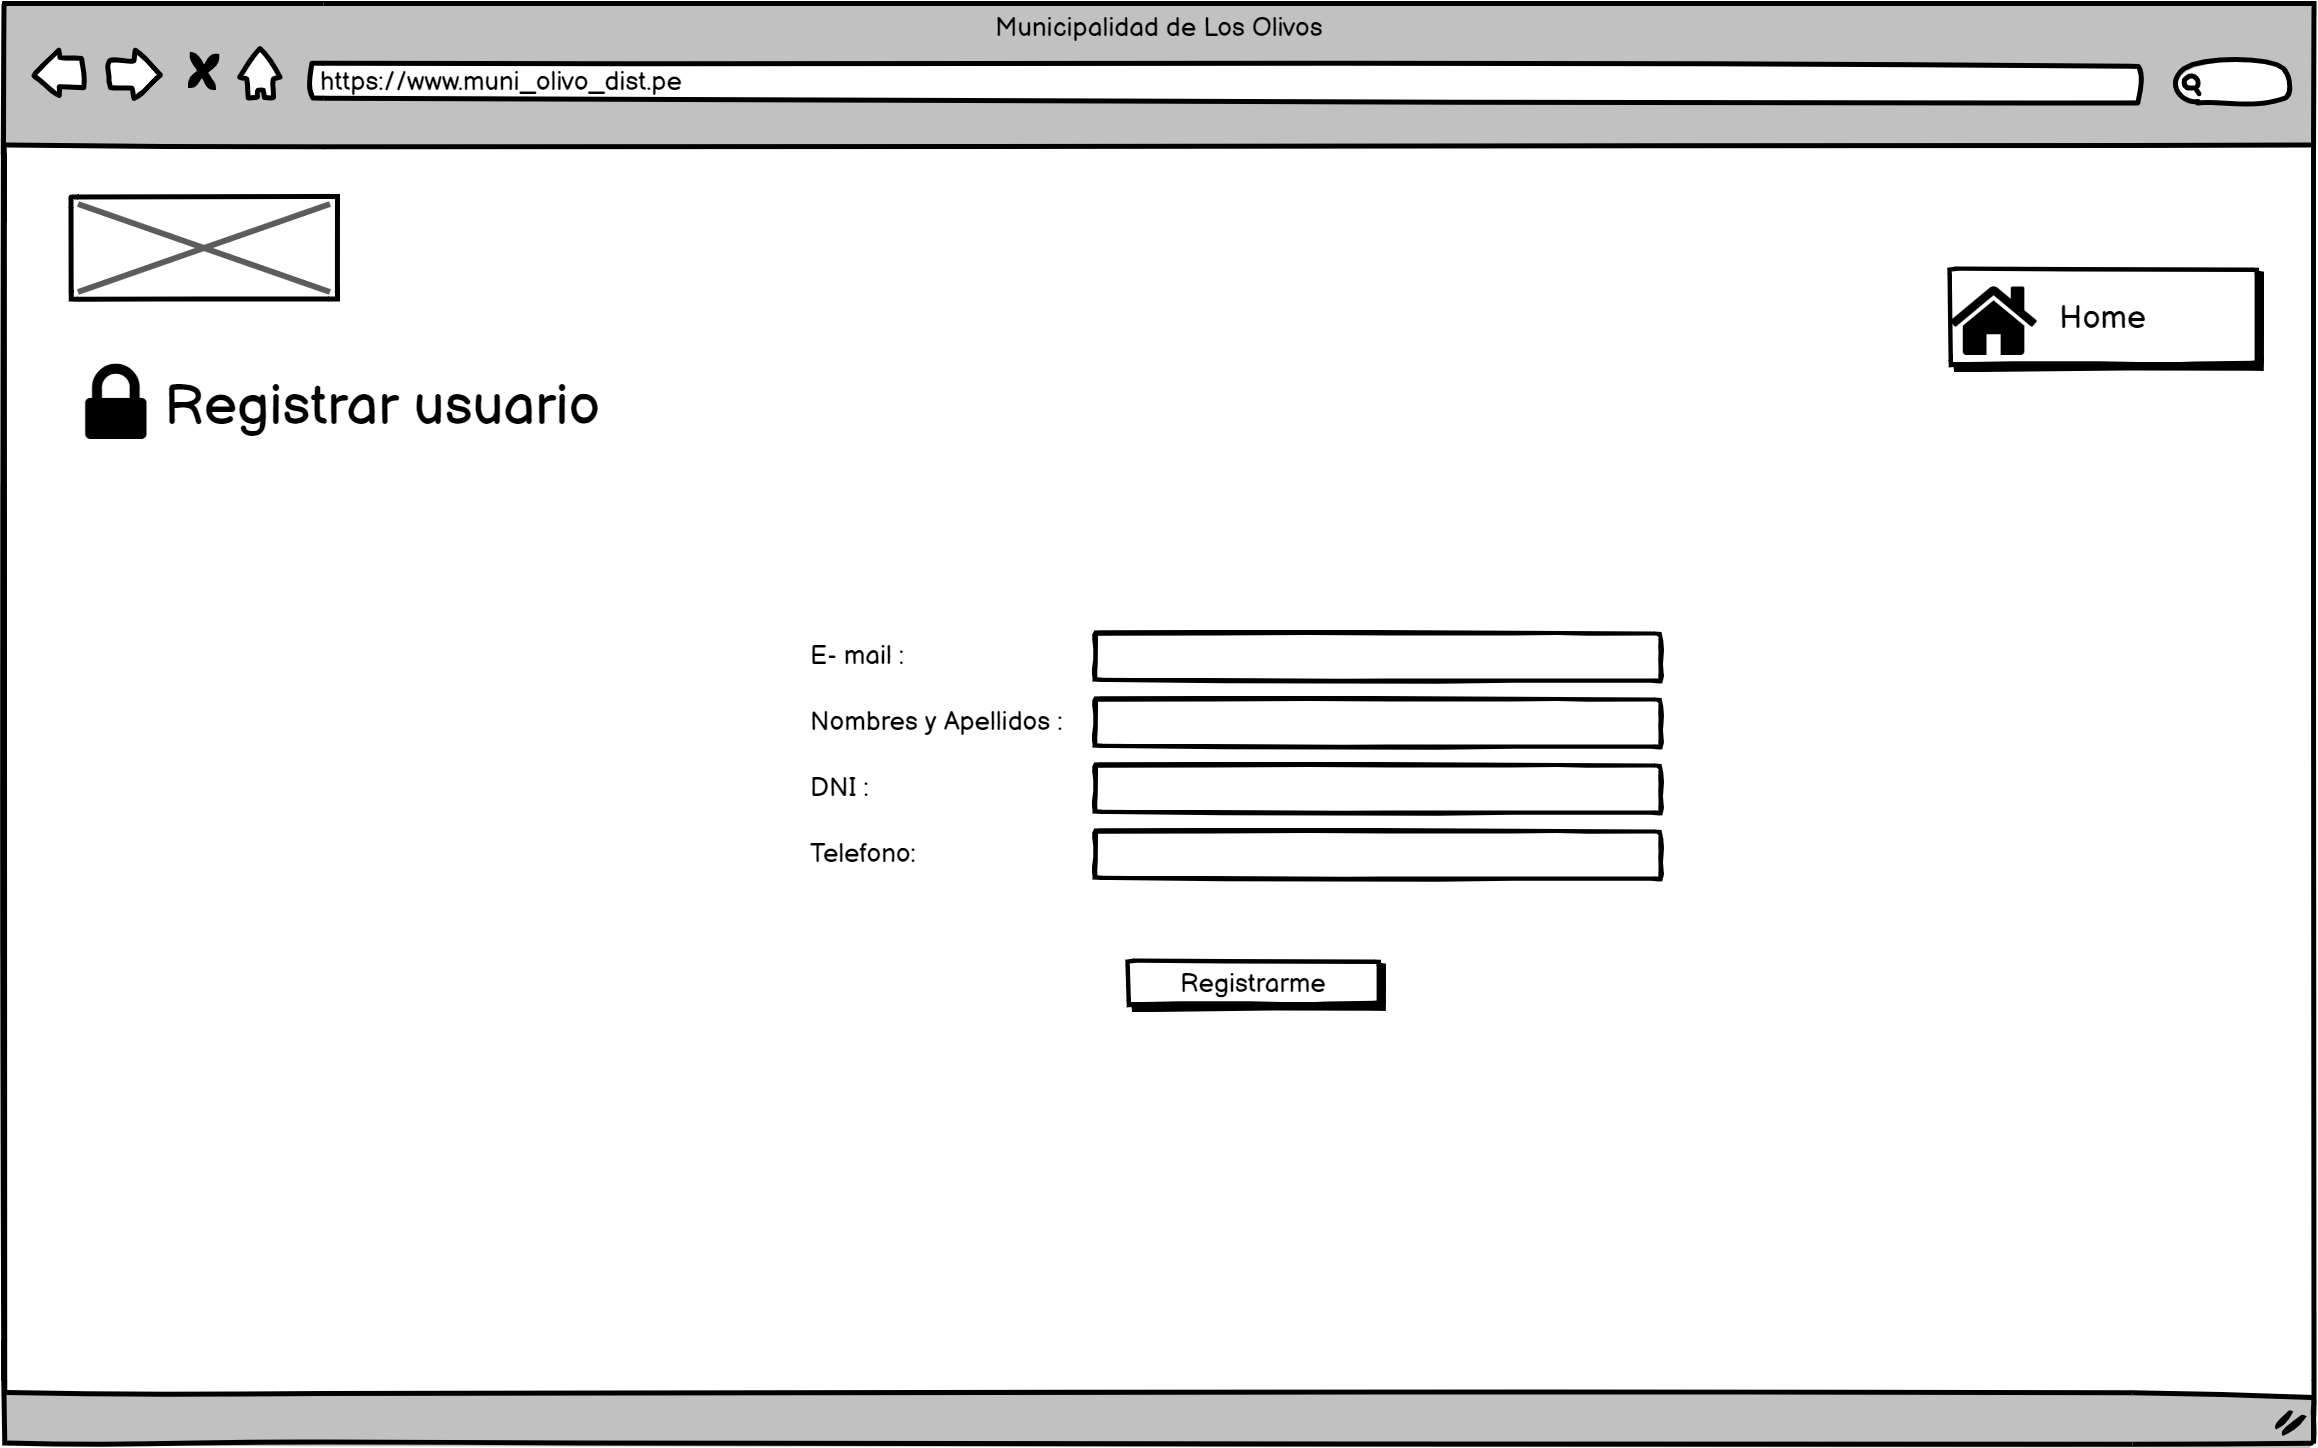 Municipalidad de Los Olivos
https://www.muni_olivo_dist.pe
Home
Registrar usuario
E- mail :
Nombres y Apellidos :
DNI :
Telefono:
Registrarme